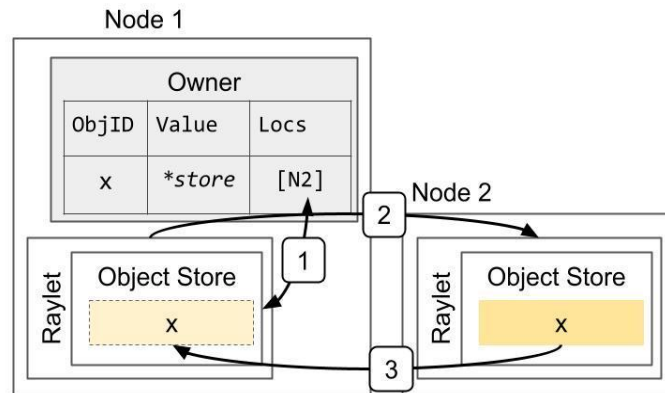 Node 1
Owner
ObjID Value Locs
x *store [N2]
Node 2
2
1
Raylet
Object Store
x
Raylet
Object Store
x
3